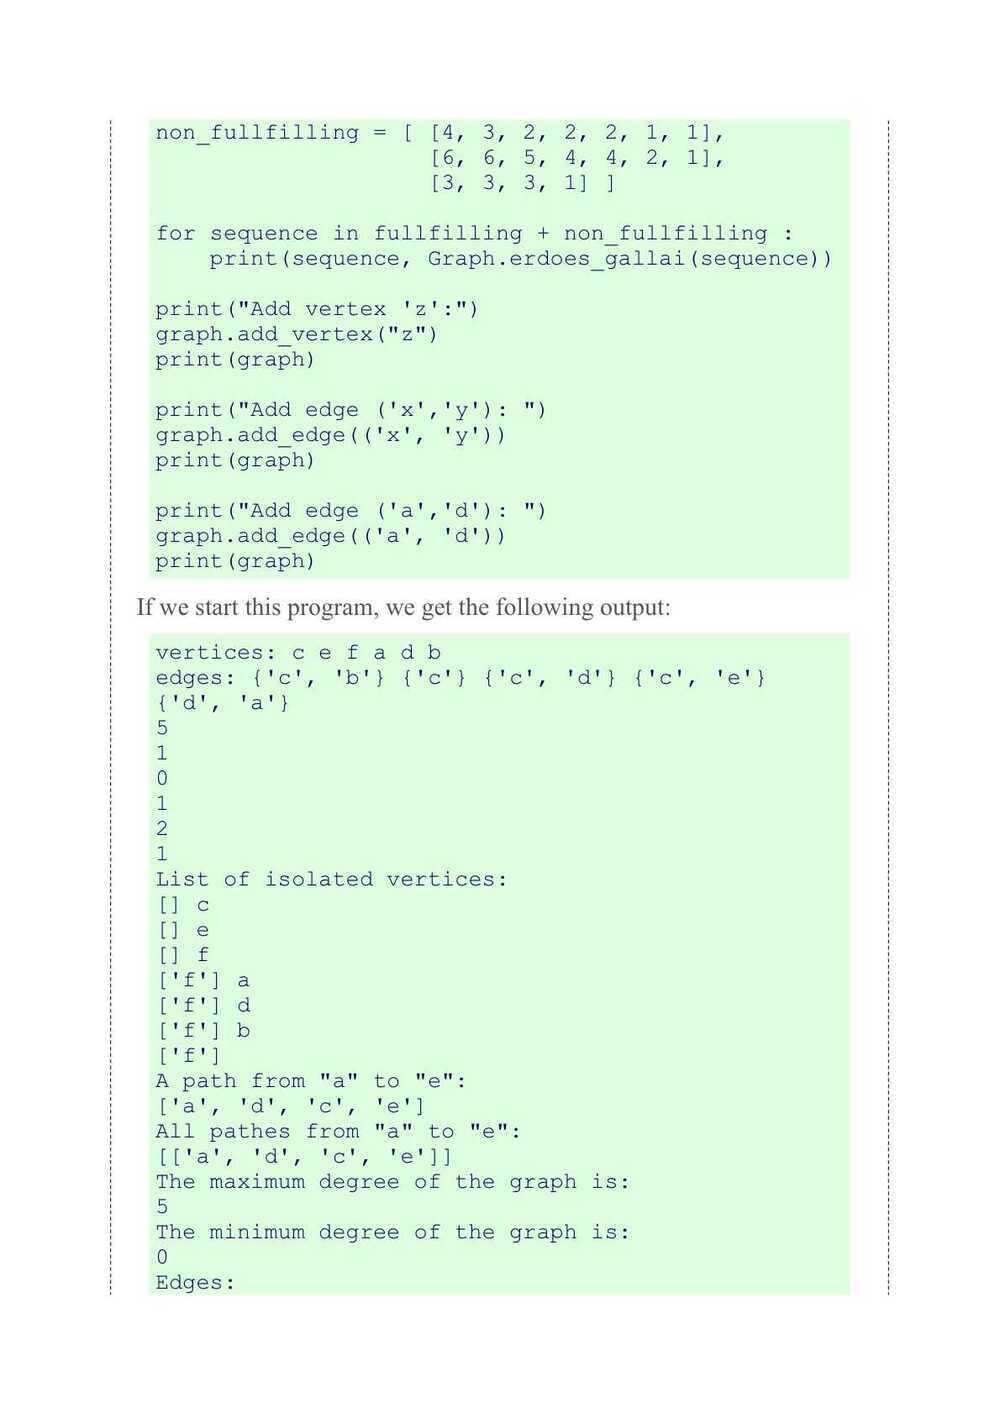 non_fullfilling = [ [4, 3, 2, 2, 2, 1, 1],
                    [6, 6, 5, 4, 4, 2, 1],
                    [3, 3, 3, 1] ]
for sequence in fullfilling + non_fullfilling :
    print(sequence, Graph.erdoes_gallai(sequence))
print("Add vertex 'z':")
graph.add_vertex("z")
print(graph)
print("Add edge ('x','y'): ")
graph.add_edge(('x', 'y'))
print(graph)
print("Add edge ('a','d'): ")
graph.add_edge(('a', 'd'))
print(graph)
If we start this program, we get the following output:
vertices: c e f a d b
edges: {'c', 'b'} {'c'} {'c', 'd'} {'c', 'e'}
{'d', 'a'}
5
1
0
1
2
1
List of isolated vertices:
[] c
[] e
[] f
['f'] a
['f'] d
['f'] b
['f']
A path from "a" to "e":
['a', 'd', 'c', 'e']
All pathes from "a" to "e":
[['a', 'd', 'c', 'e']]
The maximum degree of the graph is:
5
The minimum degree of the graph is:
0
Edges: